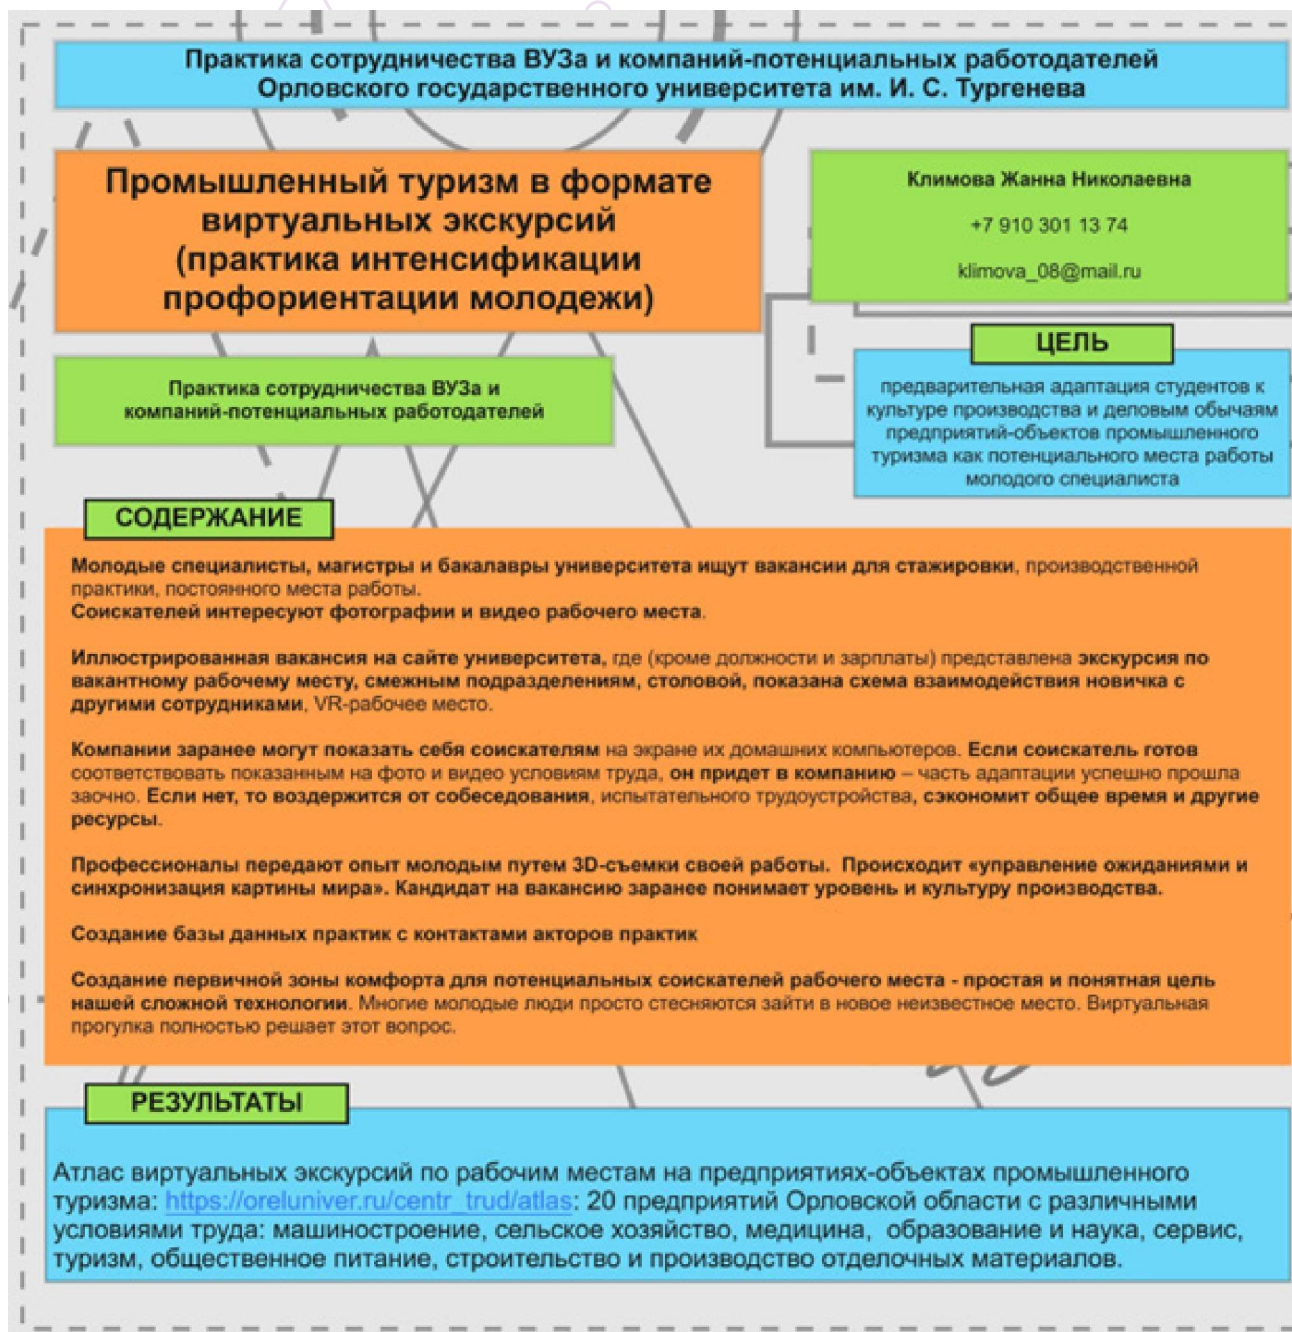 Практика сотрудничества ВУЗа и компаний-потенциальных работодателей
Орловского государственного университета им. И. С. Тургенева
Промышленный туризм в формате
виртуальных экскурсий
(практика интенсификации
профориентации молодежи)
Климова Жанна Николаевна
+7 910 301 13 74
klimova_08@mail.ru
Практика сотрудничества ВУЗа и
компаний-потенциальных работодателей
ЦЕЛЬ
предварительная адаптация студентов к
культуре производства и деловым обычаям
предприятий-объектов промышленного
туризма как потенциального места работы
молодого специалиста
СОДЕРЖАНИЕ
Молодые специалисты, магистры и бакалавры университета ищут вакансии для стажировки, производственной
практики, постоянного места работы.
Соискателей интересуют фотографии и видео рабочего места.
Иллюстрированная вакансия на сайте университета, где (кроме должности и зарплаты) представлена экскурсия по
вакантному рабочему месту, смежным подразделениям, столовой, показана схема взаимодействия новичка с
другими сотрудниками, VR-рабочее место.
Компании заранее могут показать себя соискателям на экране их домашних компьютеров. Если соискатель готов
соответствовать показанным на фото и видео условиям труда, он придет в компанию – часть адаптации успешно прошла
заочно. Если нет, то воздержится от собеседования, испытательного трудоустройства, сэкономит общее время и другие
ресурсы.
Профессионалы передают опыт молодым путем 3D-съемки своей работы. Происходит «управление ожиданиями и
синхронизация картины мира». Кандидат на вакансию заранее понимает уровень и культуру производства.
Создание базы данных практик с контактами акторов практик
Создание первичной зоны комфорта для потенциальных соискателей рабочего места - простая и понятная цель
нашей сложной технологии. Многие молодые люди просто стесняются зайти в новое неизвестное место. Виртуальная
прогулка полностью решает этот вопрос.
РЕЗУЛЬТАТЫ
Атлас виртуальных экскурсий по рабочим местам на предприятиях-объектах промышленного
туризма: https://oreluniver.ru/centr_trud/atlas: 20 предприятий Орловской области с различными
условиями труда: машиностроение, сельское хозяйство, медицина, образование и наука, сервис,
туризм, общественное питание, строительство и производство отделочных материалов.